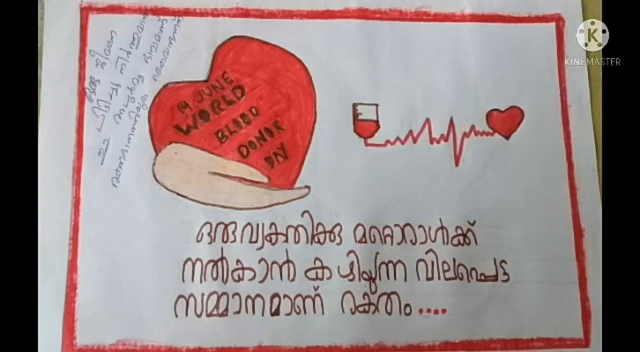 14 JUNE
WORLD
BLOOD
DONOR
DAY
ഒരു വ്യക്തിക്കു മറ്റൊരാൾക്ക്
നൽകാൻ കഴിയുന്ന വിലപ്പെട്ട
സമ്മാനമാണ് രക്തം....
K
KINEMASTER